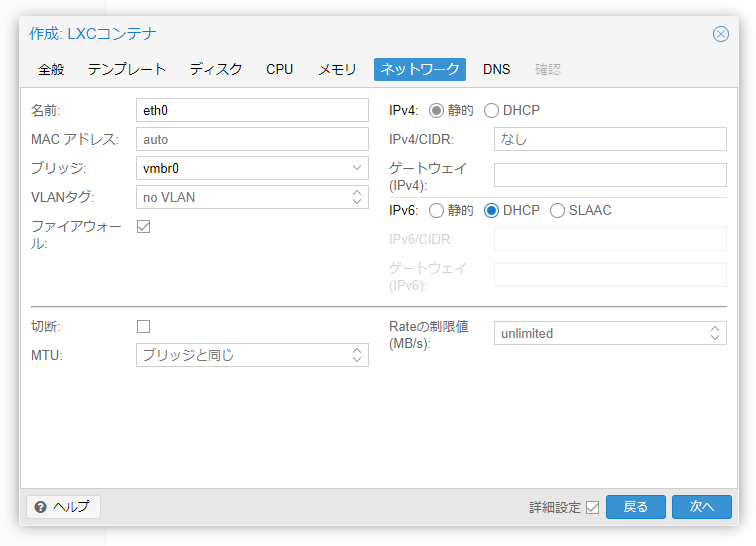 作成: LXCコンテナ
全般 テンプレート ディスク CPU メモリ ネットワーク DNS 確認
名前: eth0
MAC アドレス: auto
ブリッジ: vmbr0
VLANタグ: no VLAN
ファイアウォー
ル:
IPv4: 静的 DHCP
IPv4/CIDR: なし
ゲートウェイ
(IPv4):
IPv6: 静的 DHCP SLAAC
IPv6/CIDR:
ゲートウェイ
(IPv6):
切断:
MTU: ブリッジと同じ
Rateの制限値
(MB/s): unlimited
ヘルプ 詳細設定 戻る 次へ